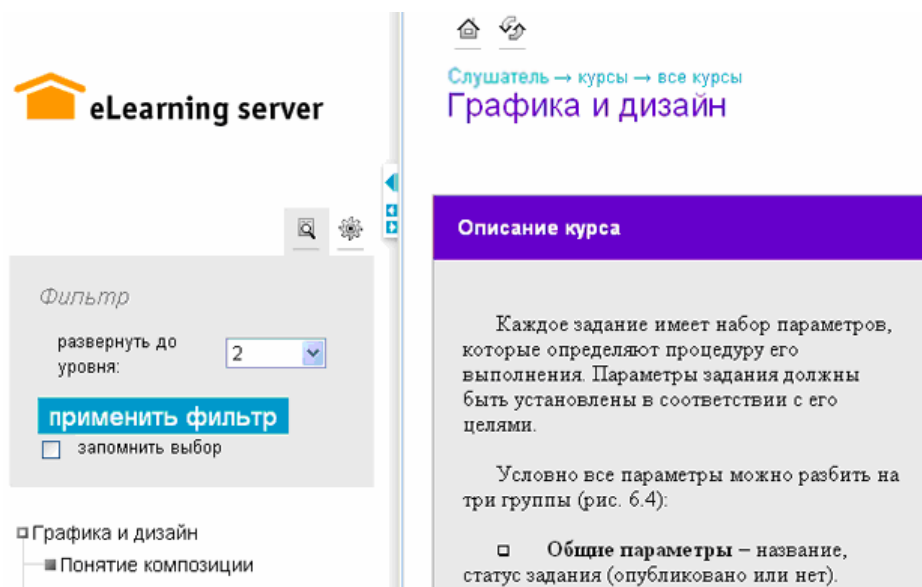 eLearning server
Фильтр
развернуть до
уровня:
2
применить фильтр
запомнить выбор
Графика и дизайн
Понятие композиции
Слушатель → курсы → все курсы
Графика и дизайн
Описание курса
Каждое задание имеет набор параметров,
которые определяют процедуру его
выполнения. Параметры задания должны
быть установлены в соответствии с его
целями.
Условно все параметры можно разбить на
три группы (рис. 6.4):
Общие параметры – название,
статус задания (опубликовано или нет).